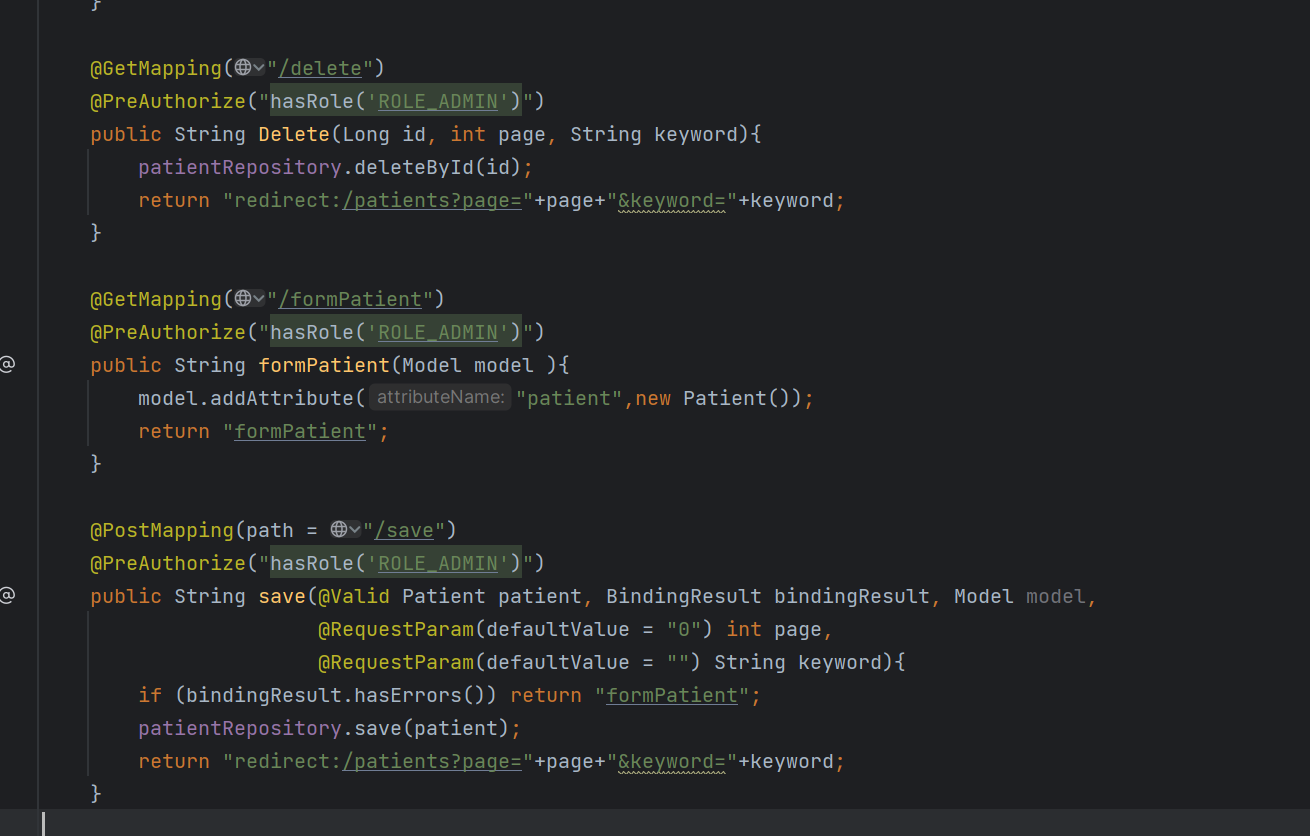 }
@GetMapping("/delete")
@PreAuthorize("hasRole('ROLE_ADMIN')")
public String Delete(Long id, int page, String keyword){
patientRepository.deleteById(id);
return "redirect:/patients?page="+page+"&keyword="+keyword;
}
@GetMapping("/formPatient")
@PreAuthorize("hasRole('ROLE_ADMIN')")
public String formPatient(Model model ){
model.addAttribute( attributeName: "patient",new Patient());
return "formPatient";
}
@PostMapping(path = "/save")
@PreAuthorize("hasRole('ROLE_ADMIN')")
public String save(@Valid Patient patient, BindingResult bindingResult, Model model,
@RequestParam(defaultValue = "0") int page,
@RequestParam(defaultValue = "") String keyword){
if (bindingResult.hasErrors()) return "formPatient";
patientRepository.save(patient);
return "redirect:/patients?page="+page+"&keyword="+keyword;
}